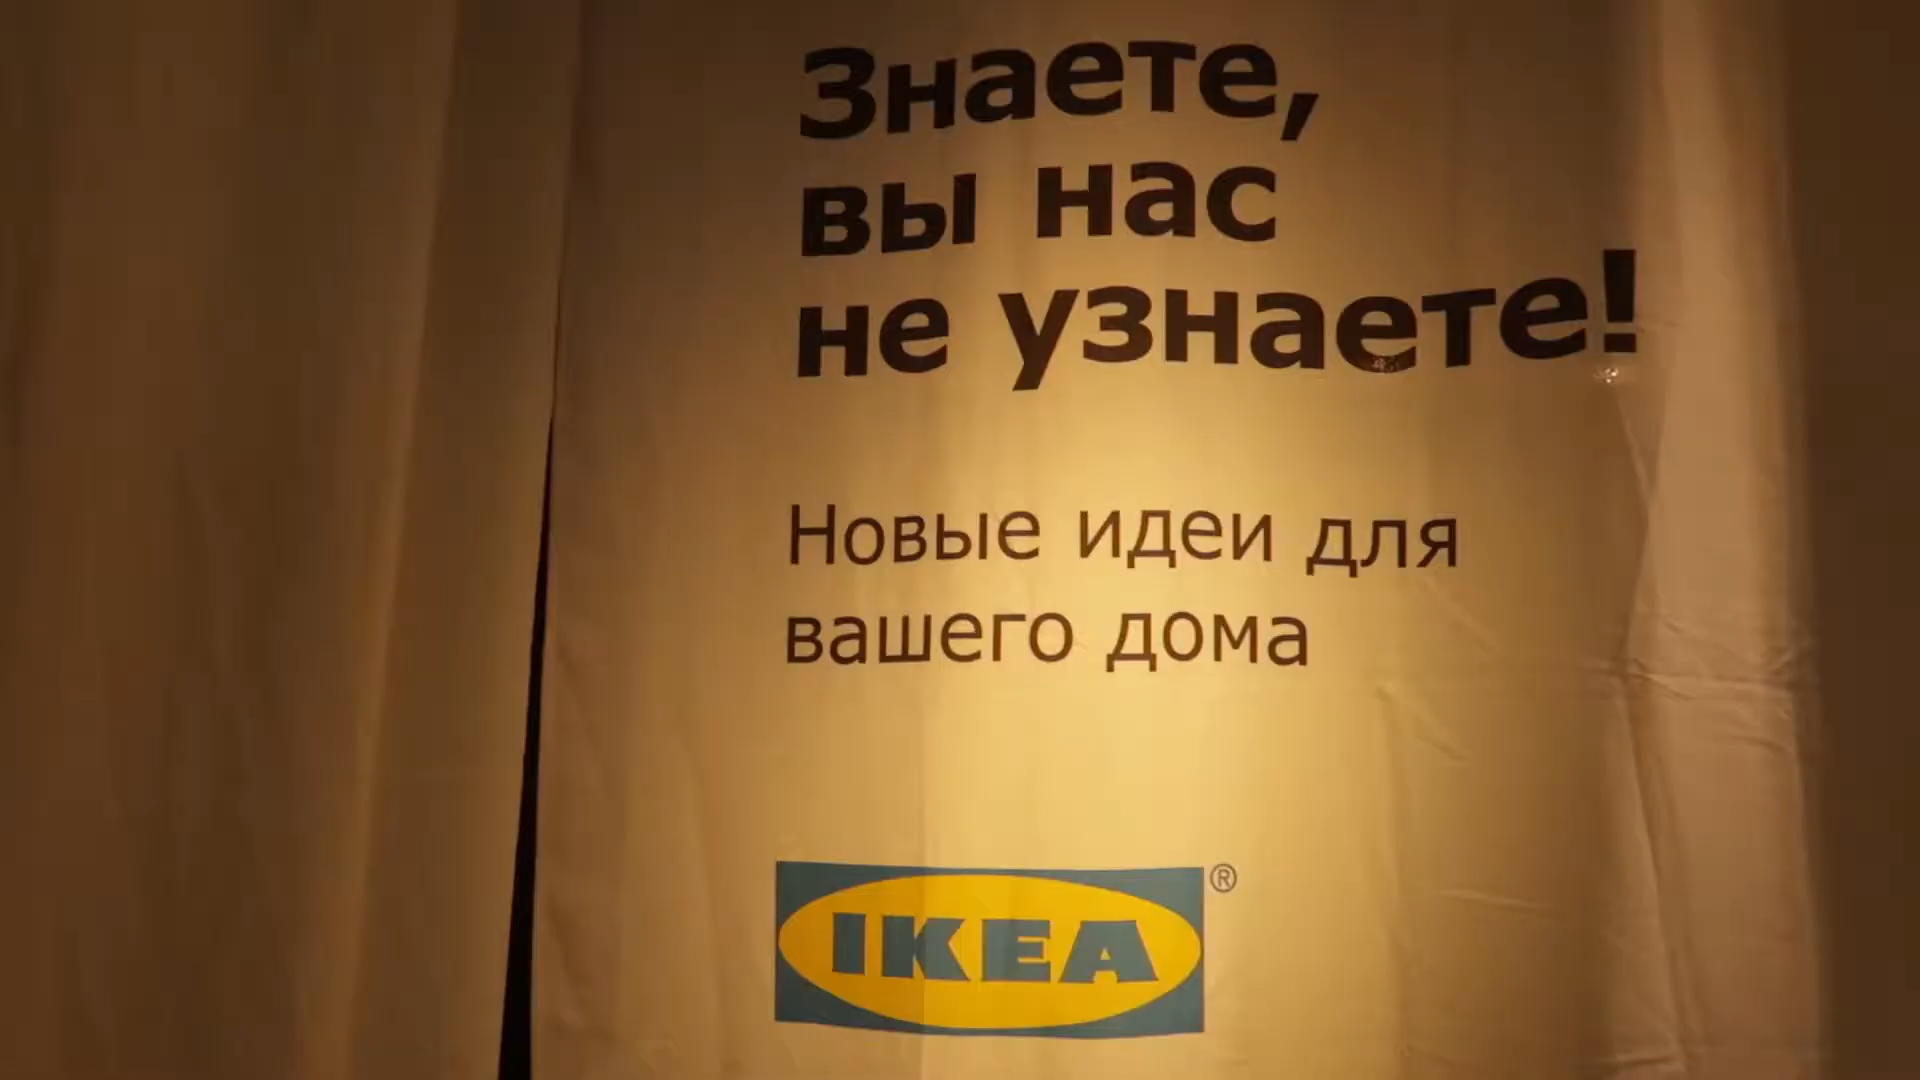 Знаете,
вы нас
не узнаете!
Новые идеи для
вашего дома
IKEA®